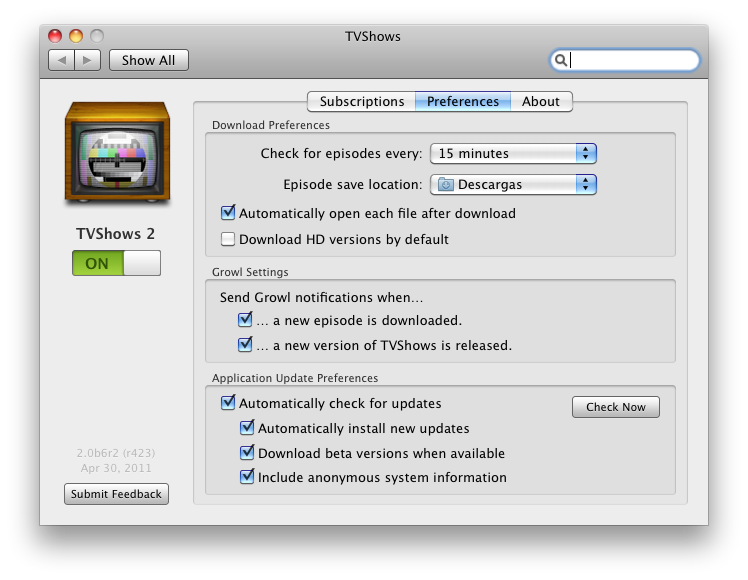 TVShows
Show All
Subscriptions Preferences About
Download Preferences
Check for episodes every: 15 minutes
Episode save location: Descargas
Automatically open each file after download
Download HD versions by default
TVShows 2
ON
Growl Settings
Send Growl notifications when...
... a new episode is downloaded.
... a new version of TVShows is released.
Application Update Preferences
Automatically check for updates Check Now
Automatically install new updates
Download beta versions when available
Include anonymous system information
2.0b6r2 (r423)
Apr 30, 2011
Submit Feedback